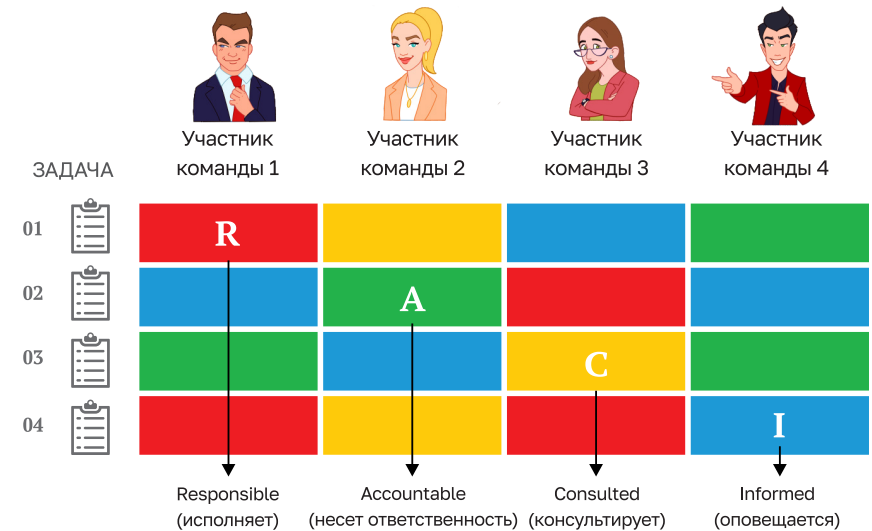 Участник
команды 1
Участник
команды 2
Участник
команды 3
Участник
команды 4
ЗАДАЧА
01
R
02
A
03
C
04
I
Responsible
(исполняет)
Accountable
(несет ответственность)
Consulted
(консультирует)
Informed
(оповещается)